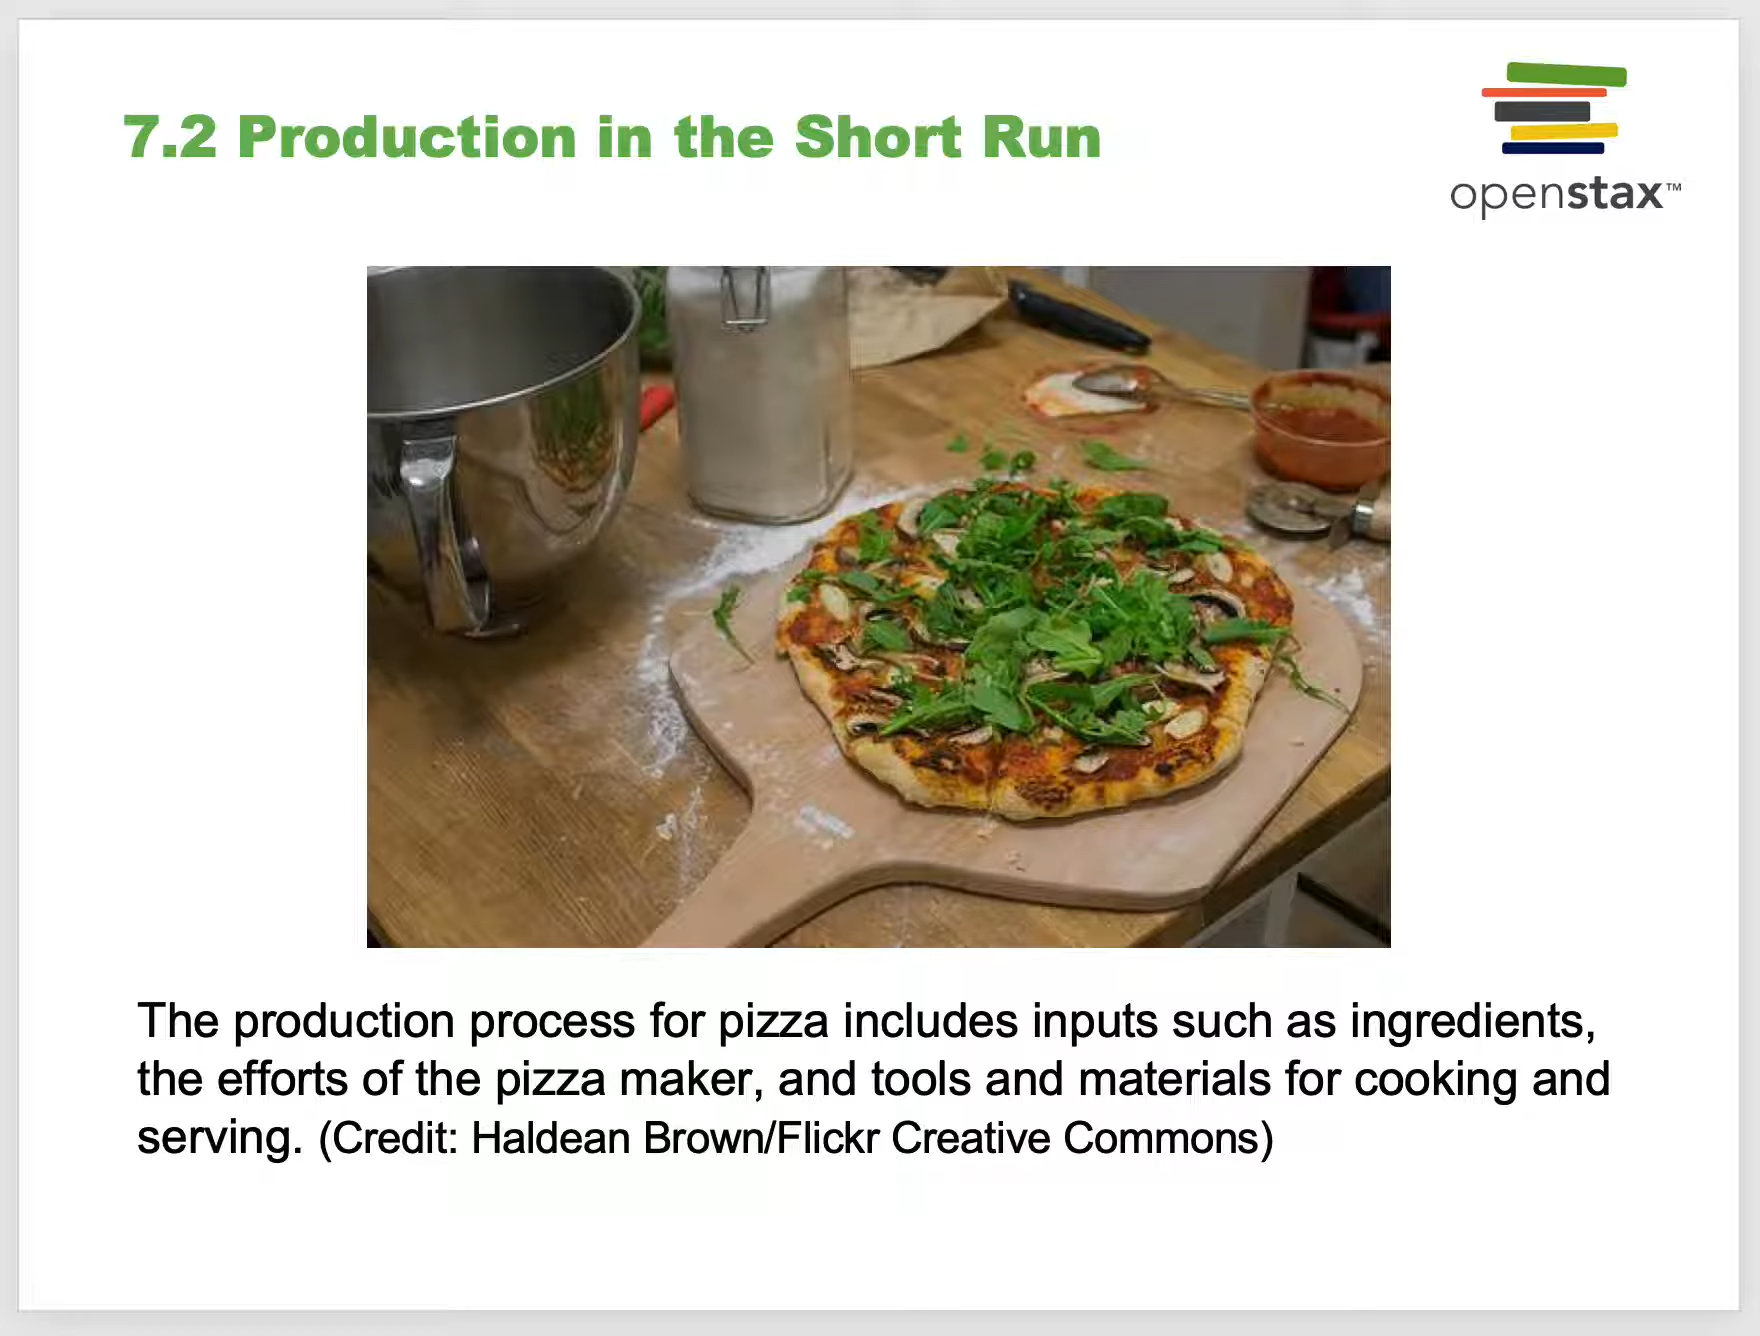 7.2 Production in the Short Run
openstax™
The production process for pizza includes inputs such as ingredients,
the efforts of the pizza maker, and tools and materials for cooking and
serving. (Credit: Haldean Brown/Flickr Creative Commons)